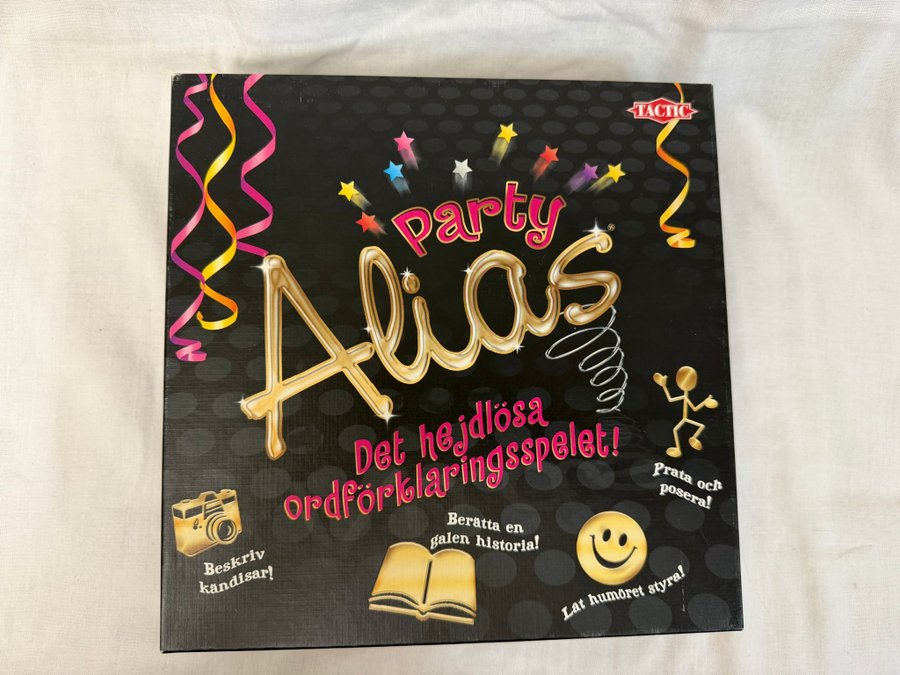 TACTIC
Party
Alias®
Det hejdlösa
ordförklaringsspelet!
Prata och
posera!
Berätta en
galen historia!
Beskriv
kändisar!
Låt humöret styra!